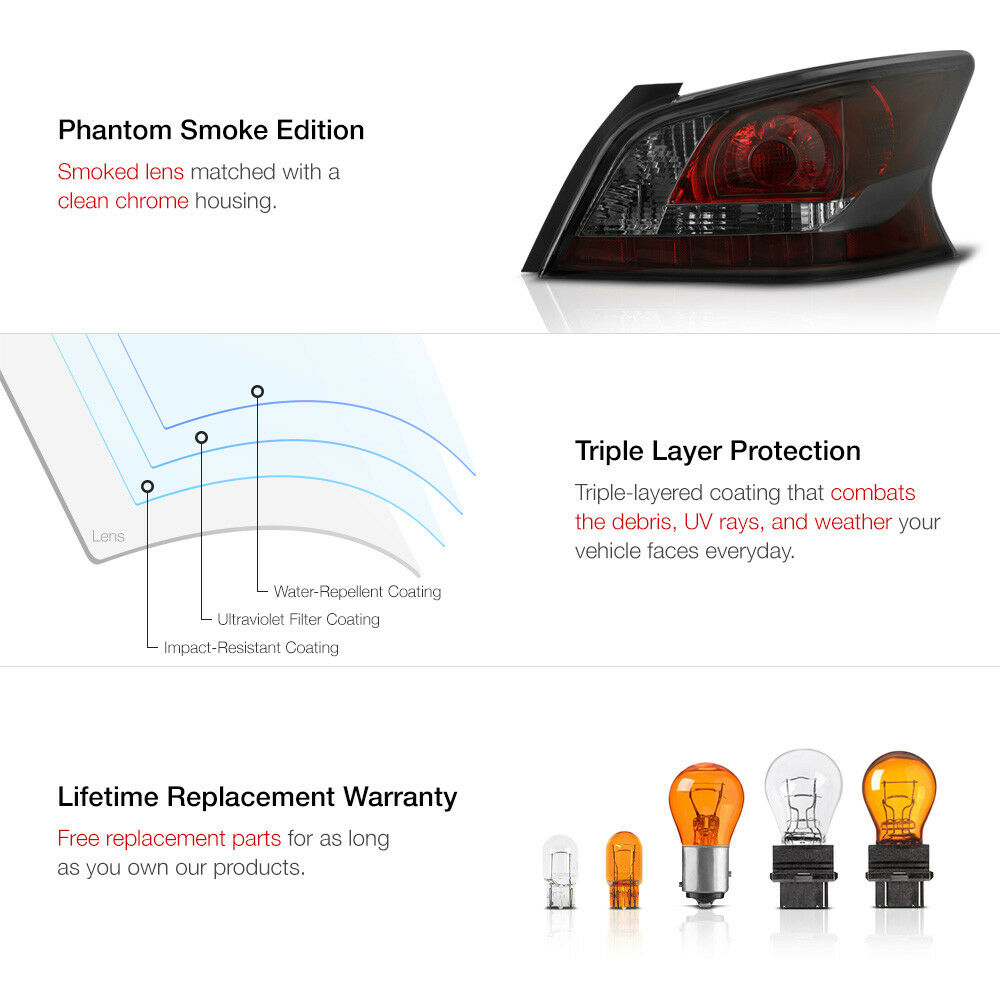 Phantom Smoke Edition
Smoked lens matched with a
clean chrome housing.
Lens
Water-Repellent Coating
Ultraviolet Filter Coating
Impact-Resistant Coating
Triple Layer Protection
Triple-layered coating that combats
the debris, UV rays, and weather your
vehicle faces everyday.
Lifetime Replacement Warranty
Free replacement parts for as long
as you own our products.